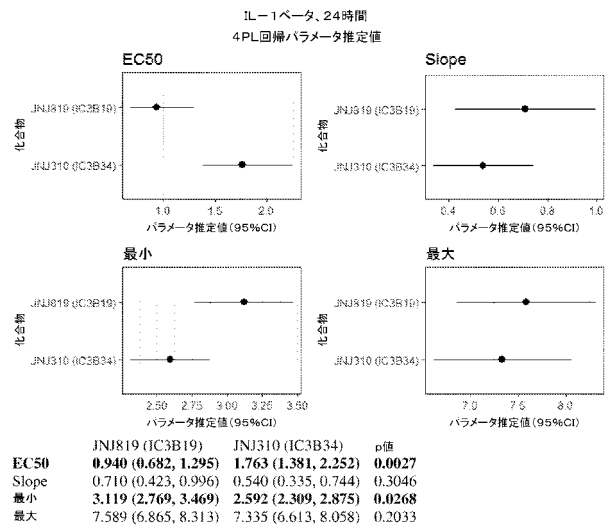 IL-1ベータ、24時間
4PL回帰パラメータ推定値
EC50
JNJ819 (IC3B19)
JNJ310 (IC3B34)
化合物
1.0 1.5 2.0
パラメータ推定値(95%CI)
Slope
JNJ819 (IC3B19)
JNJ310 (IC3B34)
化合物
0.4 0.6 0.8 1.0
パラメータ推定値(95%CI)
最小
JNJ819 (IC3B19)
JNJ310 (IC3B34)
化合物
2.50 2.75 3.00 3.25 3.50
パラメータ推定値(95%CI)
最大
JNJ819 (IC3B19)
JNJ310 (IC3B34)
化合物
7.0 7.5 8.0
パラメータ推定値(95%CI)
JNJ819 (IC3B19) JNJ310 (IC3B34) p値
EC50 0.940 (0.682, 1.295) 1.763 (1.381, 2.252) 0.0027
Slope 0.710 (0.423, 0.996) 0.540 (0.335, 0.744) 0.3046
最小 3.119 (2.769, 3.469) 2.592 (2.309, 2.875) 0.0268
最大 7.589 (6.865, 8.313) 7.335 (6.613, 8.058) 0.2033